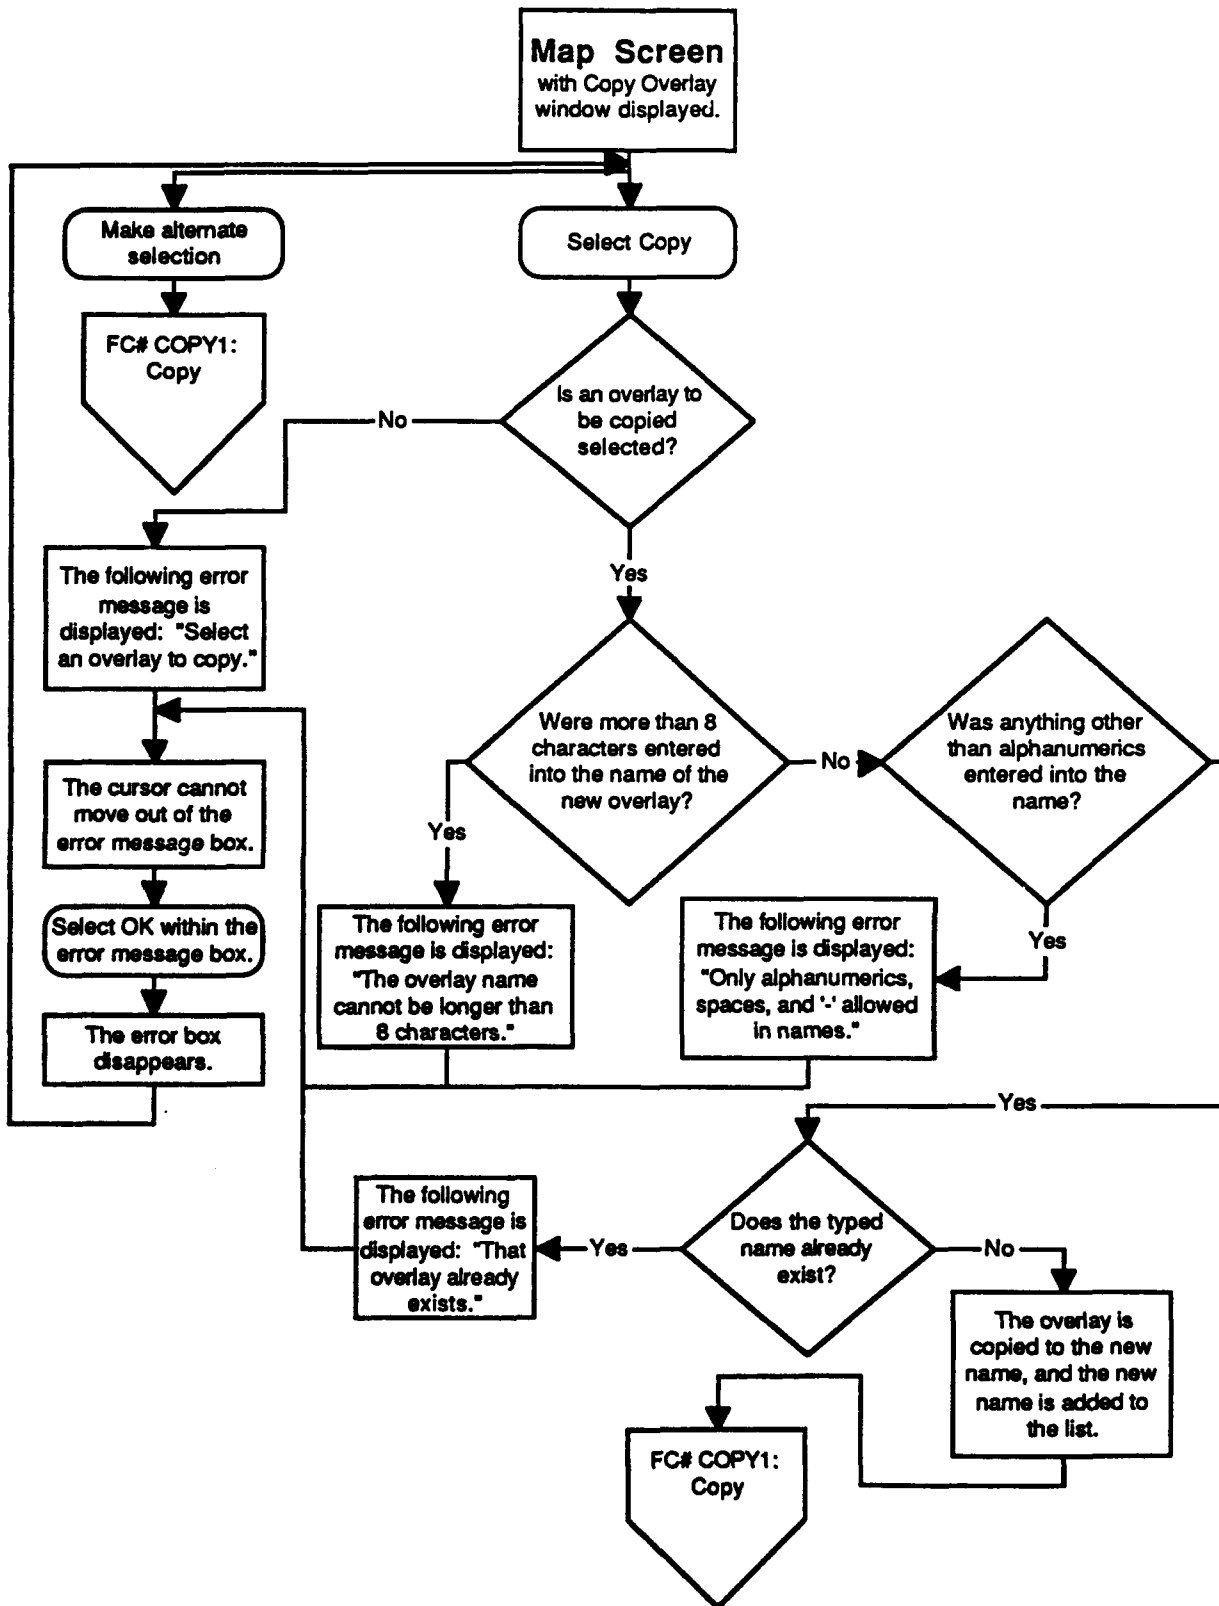 Map Screen
with Copy Overlay
window displayed.
Make alternate
selection
Select Copy
FC# COPY1:
Copy
Is an overlay to
be copied
selected?
No
Yes
The following error
message is
displayed: "Select
an overlay to copy."
Were more than 8
characters entered
into the name of the
new overlay?
No
Was anything other
than alphanumerics
entered into the
name?
The cursor cannot
move out of the
error message box.
Yes
Select OK within the
error message box.
The following error
message is displayed:
"The overlay name
cannot be longer than
8 characters."
The following error
message is displayed:
"Only alphanumerics,
spaces, and '-' allowed
in names."
Yes
The error box
disappears.
Yes
The following
error message is
displayed: "That
overlay already
exists."
Yes
Does the typed
name already
exist?
No
The overlay is
copied to the new
name, and the new
name is added to
the list.
FC# COPY1:
Copy